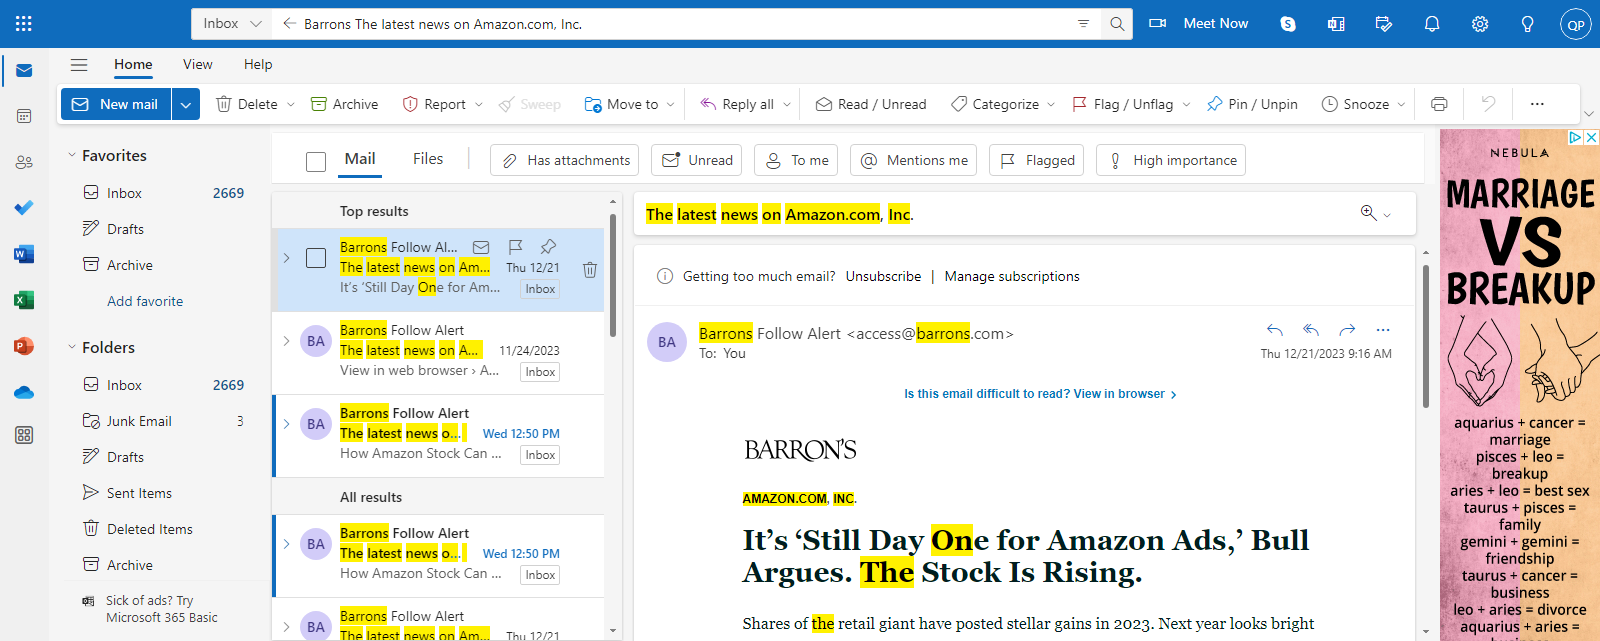 Inbox
Barrons The latest news on Amazon.com, Inc.
Meet Now
QP
Home
View
Help
New mail
Delete
Archive
Report
Sweep
Move to
Reply all
Read / Unread
Categorize
Flag / Unflag
Pin / Unpin
Snooze
Favorites
Inbox 2669
Drafts
Archive
Add favorite
Folders
Inbox 2669
Junk Email 3
Drafts
Sent Items
Deleted Items
Archive
Sick of ads? Try
Microsoft 365 Basic
Mail
Files
Has attachments
Unread
To me
Mentions me
Flagged
High importance
Top results
Barrons Follow Al...
The latest news on Am... Thu 12/21
It's 'Still Day One for Am... Inbox
BA
Barrons Follow Alert
The latest news on A... 11/24/2023
View in web browser › A... Inbox
BA
Barrons Follow Alert
The latest news o... Wed 12:50 PM
How Amazon Stock Can ... Inbox
All results
BA
Barrons Follow Alert
The latest news o... Wed 12:50 PM
How Amazon Stock Can ... Inbox
BA
Barrons Follow Alert
The latest news on Am... Thu 12/21
The latest news on Amazon.com, Inc.
Getting too much email? Unsubscribe | Manage subscriptions
BA
Barrons Follow Alert <access@barrons.com>
To: You
Thu 12/21/2023 9:16 AM
Is this email difficult to read? View in browser ›
BARRON'S
AMAZON.COM, INC.
It's 'Still Day One for Amazon Ads,' Bull
Argues. The Stock Is Rising.
Shares of the retail giant have posted stellar gains in 2023. Next year looks bright
NEBULA
MARRIAGE
VS
BREAKUP
aquarius + cancer =
marriage
pisces + leo =
breakup
aries + leo = best sex
taurus + pisces =
family
gemini + gemini =
friendship
taurus + cancer =
business
leo + aries = divorce
aquarius + aries =